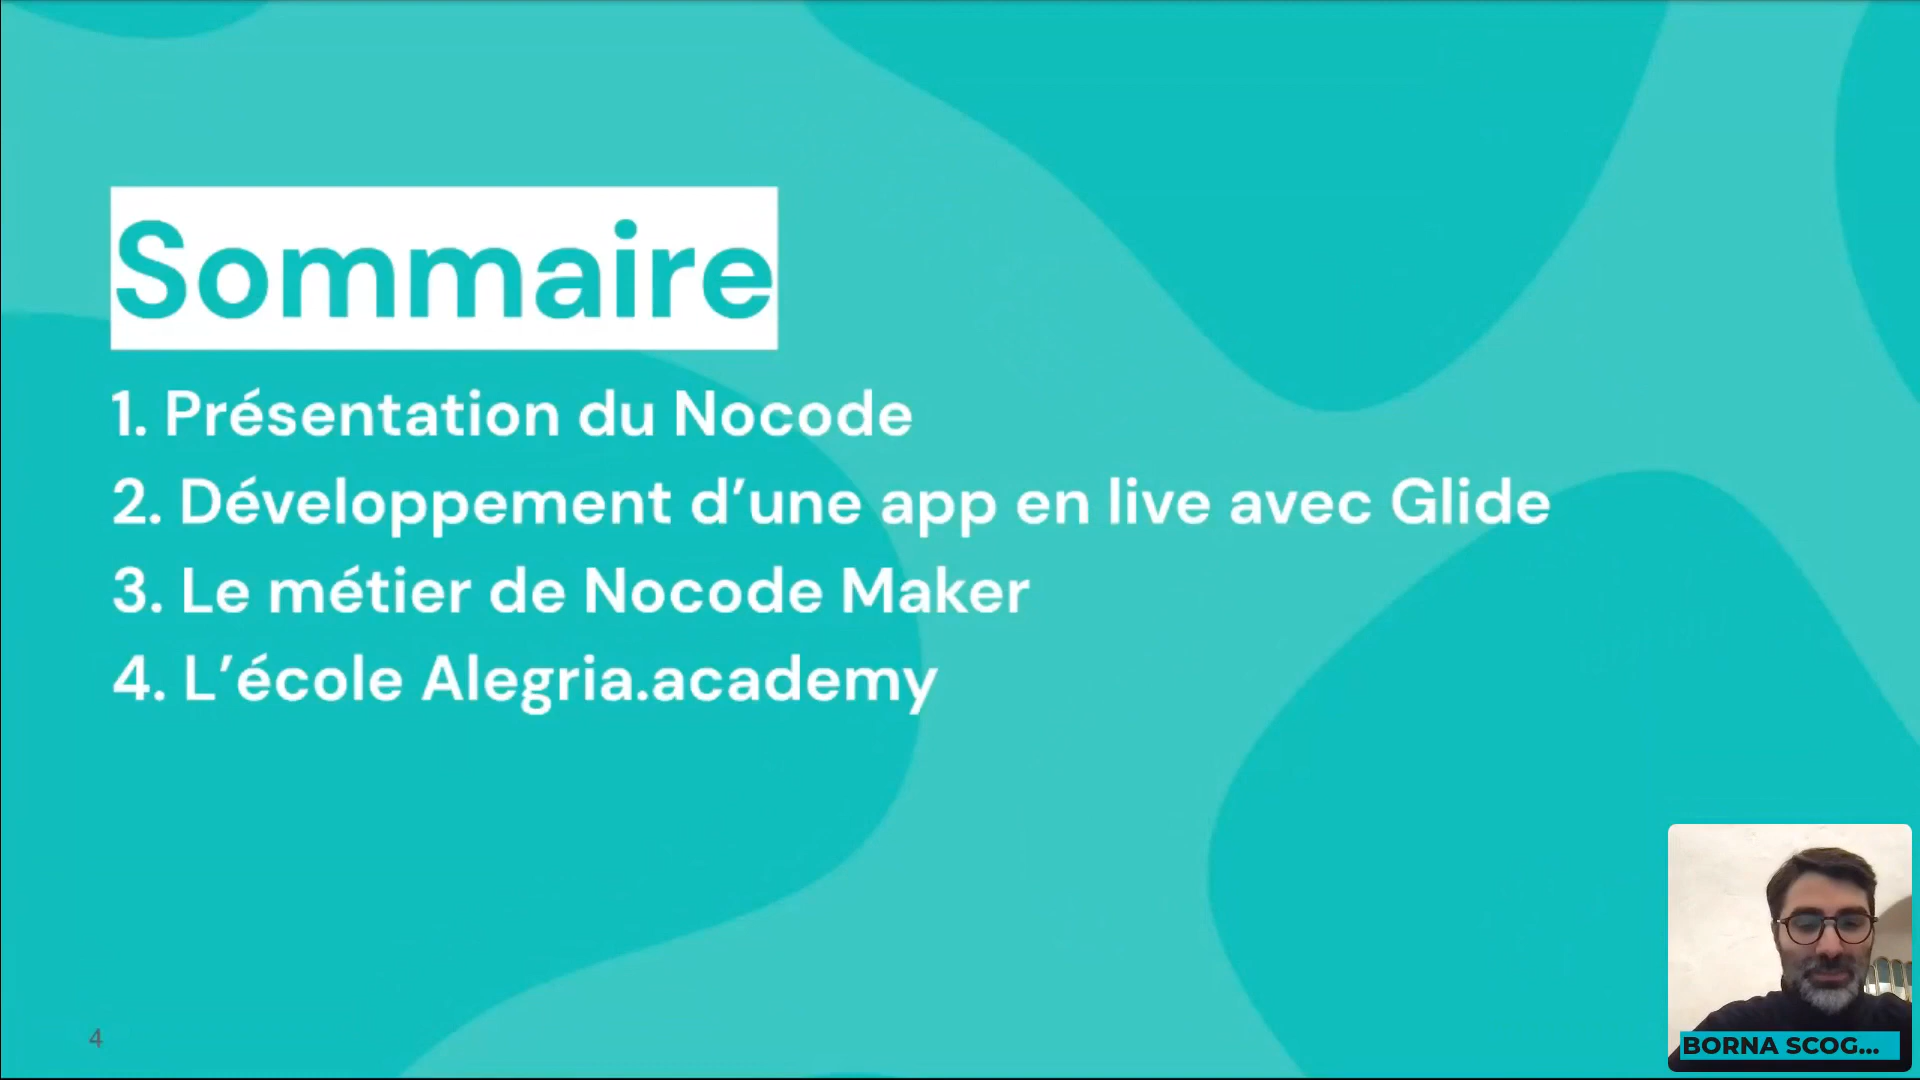 Sommaire
1. Présentation du Nocode
2. Développement d’une app en live avec Glide
3. Le métier de Nocode Maker
4. L’école Alegria.academy
4
BORNA SCOG...